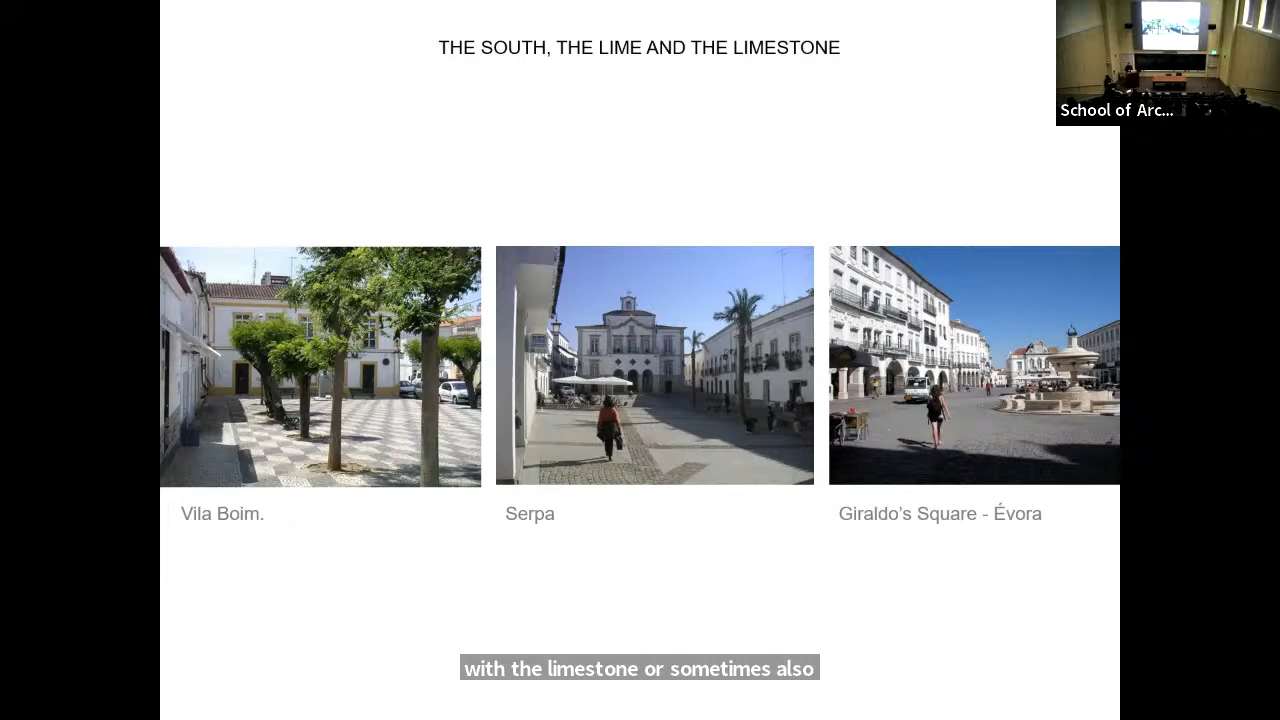 THE SOUTH, THE LIME AND THE LIMESTONE
School of Arc...
Vila Boim.
Serpa
Giraldo's Square - Évora
with the limestone or sometimes also